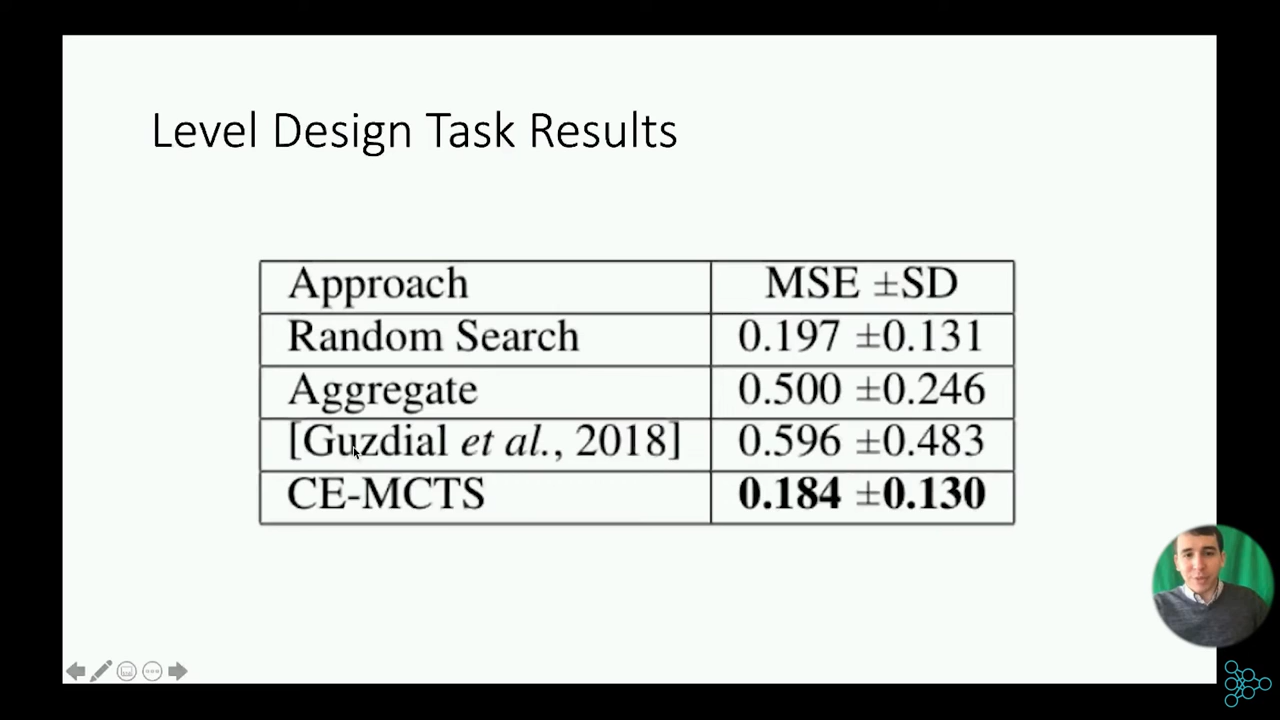 Level Design Task Results
Approach MSE ±SD
Random Search 0.197 ±0.131
Aggregate 0.500 ±0.246
[Guzdial et al., 2018] 0.596 ±0.483
CE-MCTS 0.184 ±0.130